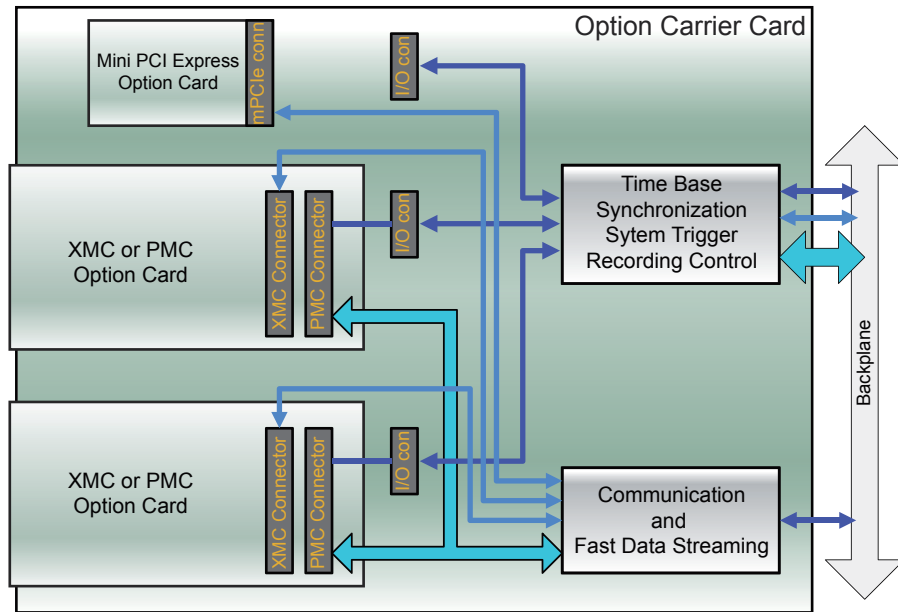 Option Carrier Card
Mini PCI Express
Option Card
mPCIe conn
I/O con
XMC or PMC
Option Card
XMC Connector
PMC Connector
I/O con
Time Base
Synchronization
Sytem Trigger
Recording Control
Backplane
XMC or PMC
Option Card
XMC Connector
PMC Connector
I/O con
Communication
and
Fast Data Streaming